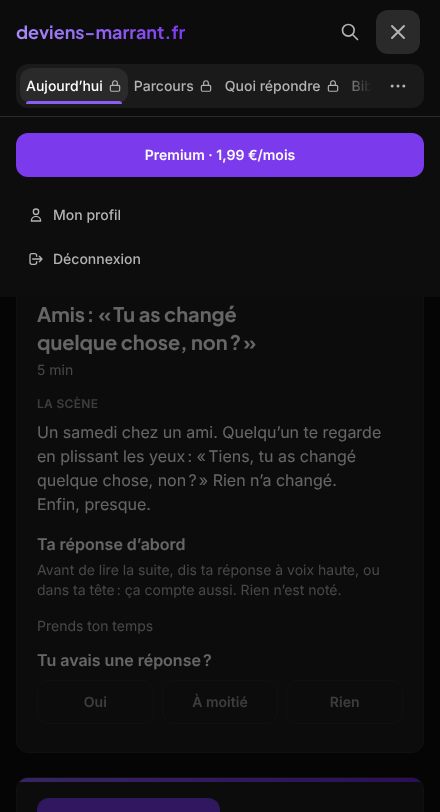 deviens-marrant.fr
Aujourd’hui Parcours Quoi répondre Bib
Premium · 1,99 €/mois
Mon profil
Déconnexion
Amis : « Tu as changé
quelque chose, non ? »
5 min
LA SCÈNE
Un samedi chez un ami. Quelqu’un te regarde
en plissant les yeux : « Tiens, tu as changé
quelque chose, non ? » Rien n’a changé.
Enfin, presque.
Ta réponse d’abord
Avant de lire la suite, dis ta réponse à voix haute, ou
dans ta tête : ça compte aussi. Rien n’est noté.
Prends ton temps
Tu avais une réponse ?
Oui À moitié Rien